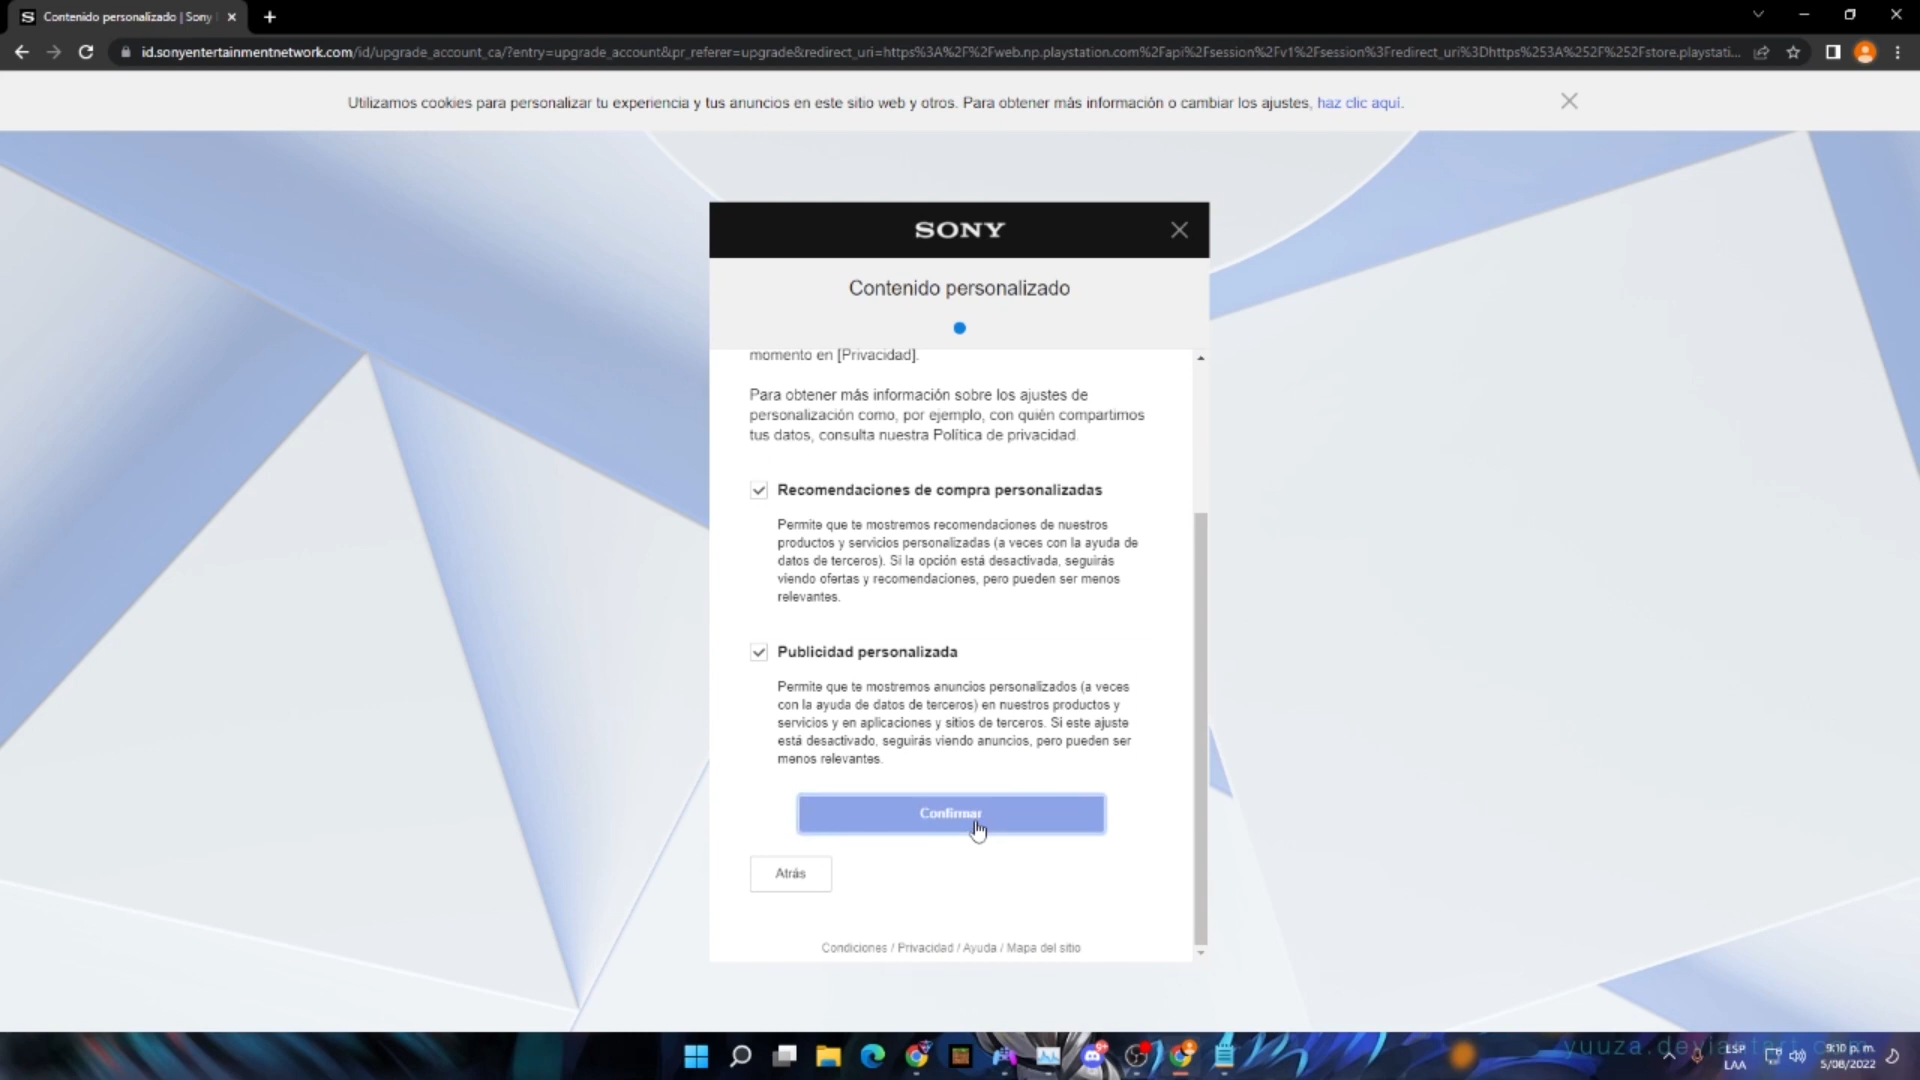 Contenido personalizado | Sony
id.sonyentertainmentnetwork.com/id/upgrade_account_ca/?entry=upgrade_account&pr_referer=upgrade&redirect_uri=https%3A%2F%2Fweb.np.playstation.com%2Fapi%2Fsession%2Fv1%2Fsession%3Fredirect_uri%3Dhttps%253A%252F%252Fstore.playstati...
Utilizamos cookies para personalizar tu experiencia y tus anuncios en este sitio web y otros. Para obtener más información o cambiar los ajustes, haz clic aquí.
SONY
Contenido personalizado
momento en [Privacidad].
Para obtener más información sobre los ajustes de
personalización como, por ejemplo, con quién compartimos
tus datos, consulta nuestra Política de privacidad.
Recomendaciones de compra personalizadas
Permite que te mostremos recomendaciones de nuestros
productos y servicios personalizadas (a veces con la ayuda de
datos de terceros). Si la opción está desactivada, seguirás
viendo ofertas y recomendaciones, pero pueden ser menos
relevantes.
Publicidad personalizada
Permite que te mostremos anuncios personalizados (a veces
con la ayuda de datos de terceros) en nuestros productos y
servicios y en aplicaciones y sitios de terceros. Si este ajuste
está desactivado, seguirás viendo anuncios, pero pueden ser
menos relevantes.
Confirmar
Atrás
Condiciones / Privacidad / Ayuda / Mapa del sitio
ESP
LAA
9:10 p. m.
5/08/2022